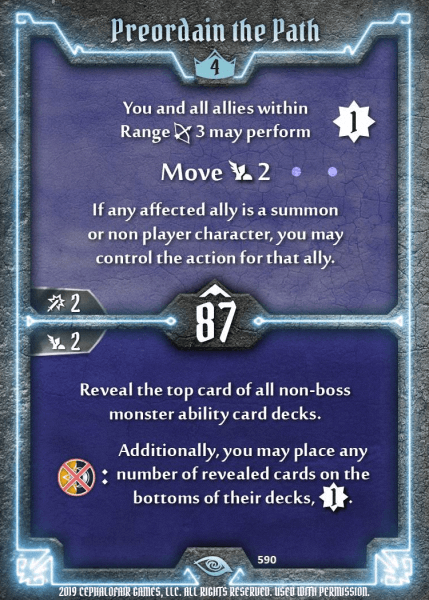 Preordain the Path
4
You and all allies within
Range 3 may perform
1
Move 2
If any affected ally is a summon
or non player character, you may
control the action for that ally.
2
87
2
Reveal the top card of all non-boss
monster ability card decks.
Additionally, you may place any
: number of revealed cards on the
bottoms of their decks, 1.
590
2019 CEPHALOFAIR GAMES, LLC. ALL RIGHTS RESERVED. USED WITH PERMISSION.